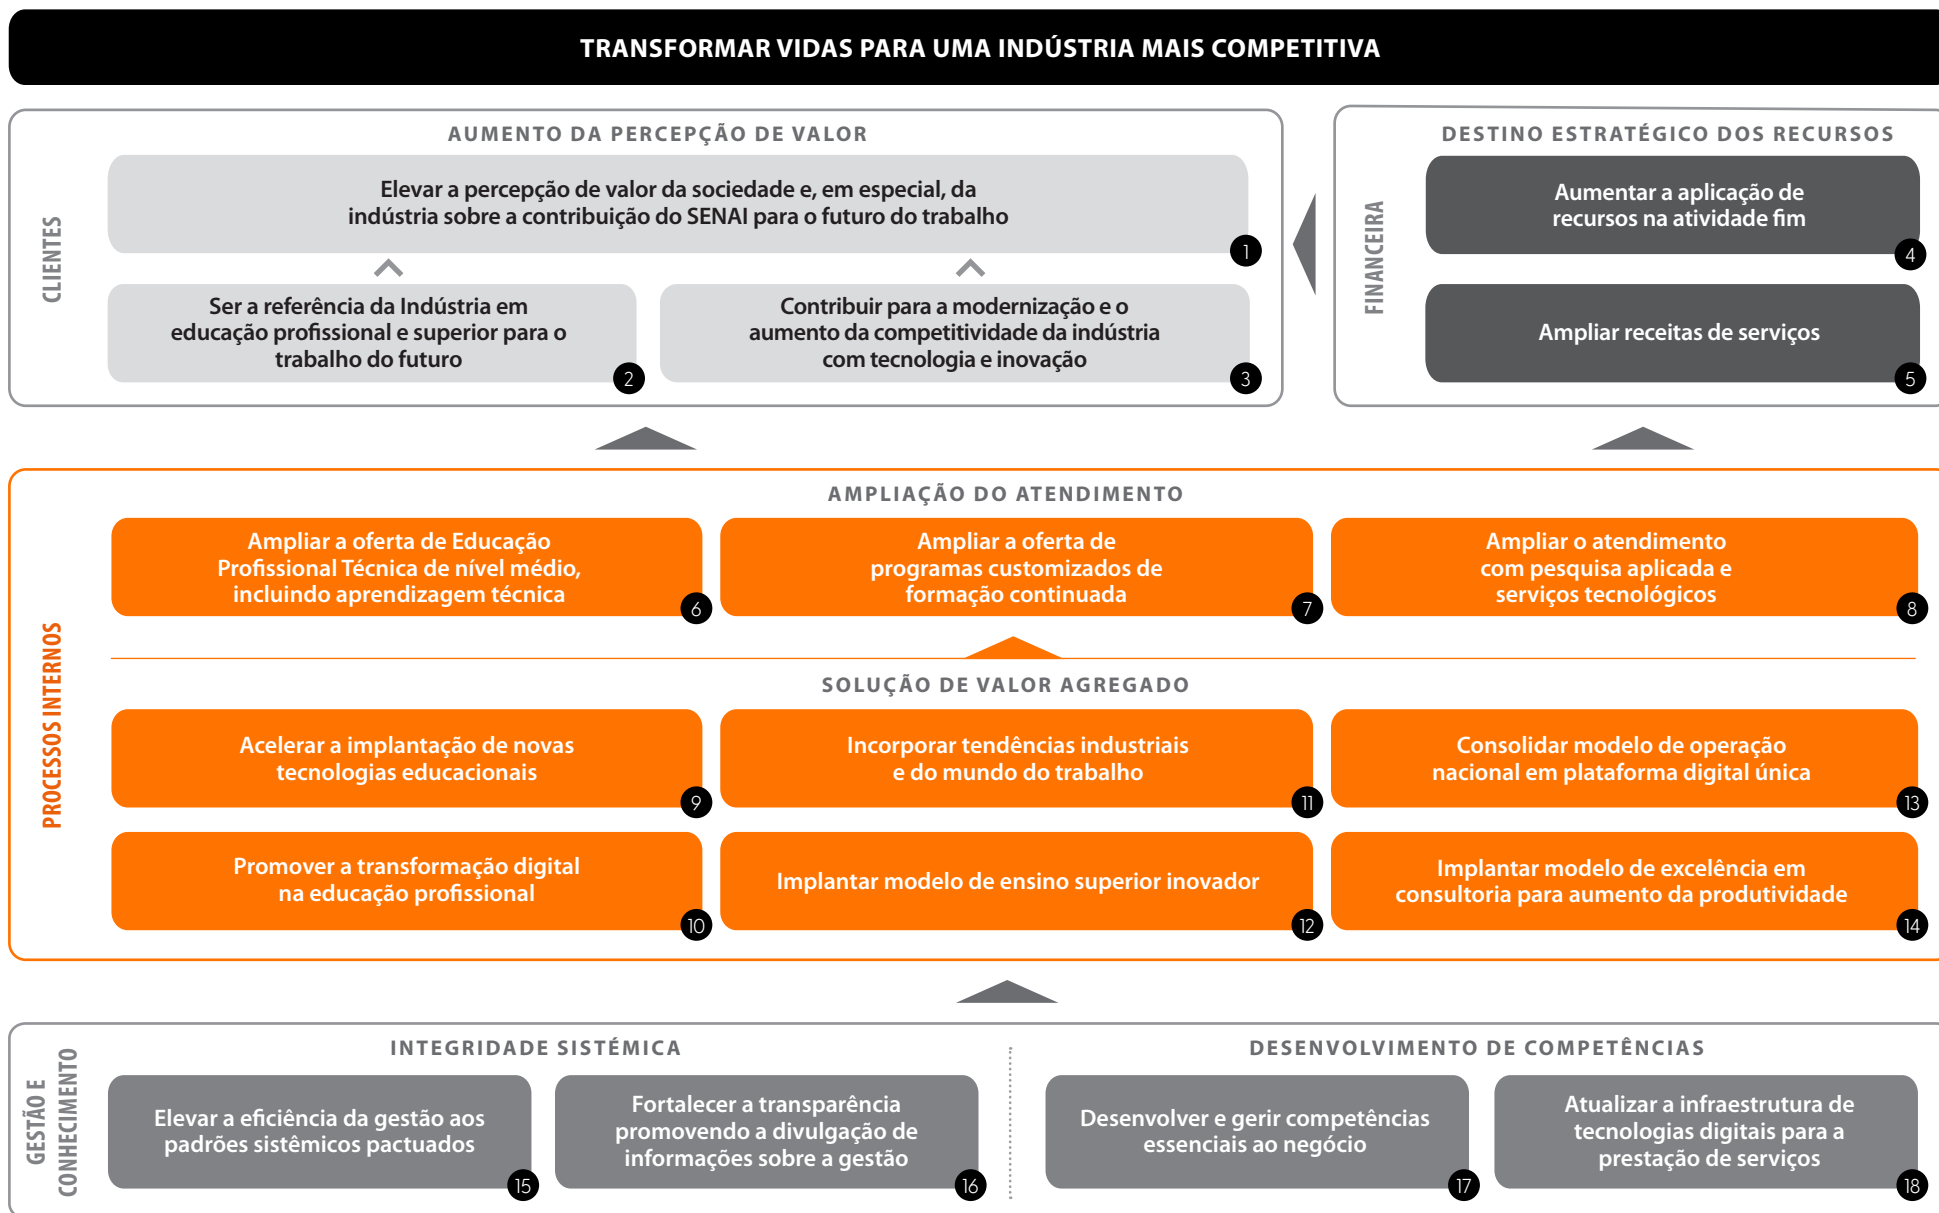 TRANSFORMAR VIDAS PARA UMA INDÚSTRIA MAIS COMPETITIVA
CLIENTES
AUMENTO DA PERCEPÇÃO DE VALOR
Elevar a percepção de valor da sociedade e, em especial, da
indústria sobre a contribuição do SENAI para o futuro do trabalho
1
Ser a referência da Indústria em
educação profissional e superior para o
trabalho do futuro
2
Contribuir para a modernização e o
aumento da competitividade da indústria
com tecnologia e inovação
3
FINANCEIRA
DESTINO ESTRATÉGICO DOS RECURSOS
Aumentar a aplicação de
recursos na atividade fim
4
Ampliar receitas de serviços
5
PROCESSOS INTERNOS
AMPLIAÇÃO DO ATENDIMENTO
Ampliar a oferta de Educação
Profissional Técnica de nível médio,
incluindo aprendizagem técnica
6
Ampliar a oferta de
programas customizados de
formação continuada
7
Ampliar o atendimento
com pesquisa aplicada e
serviços tecnológicos
8
SOLUÇÃO DE VALOR AGREGADO
Acelerar a implantação de novas
tecnologias educacionais
9
Incorporar tendências industriais
e do mundo do trabalho
11
Consolidar modelo de operação
nacional em plataforma digital única
13
Promover a transformação digital
na educação profissional
10
Implantar modelo de ensino superior inovador
12
Implantar modelo de excelência em
consultoria para aumento da produtividade
14
GESTÃO E
CONHECIMENTO
INTEGRIDADE SISTÉMICA
Elevar a eficiência da gestão aos
padrões sistêmicos pactuados
15
Fortalecer a transparência
promovendo a divulgação de
informações sobre a gestão
16
DESENVOLVIMENTO DE COMPETÊNCIAS
Desenvolver e gerir competências
essenciais ao negócio
17
Atualizar a infraestrutura de
tecnologias digitais para a
prestação de serviços
18